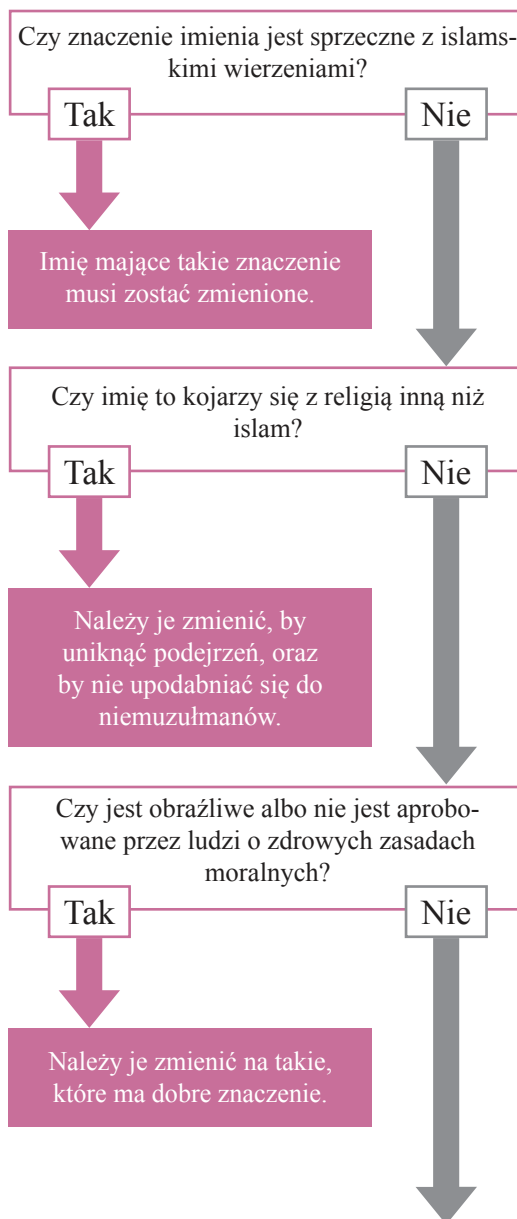 Czy znaczenie imienia jest sprzeczne z islams-
kimi wierzeniami?
Tak
Nie
Imię mające takie znaczenie
musi zostać zmienione.
Czy imię to kojarzy się z religią inną niż
islam?
Tak
Nie
Należy je zmienić, by
uniknąć podejrzeń, oraz
by nie upodabniać się do
niemuzułmanów.
Czy jest obraźliwe albo nie jest aprobo-
wane przez ludzi o zdrowych zasadach
moralnych?
Tak
Nie
Należy je zmienić na takie,
które ma dobre znaczenie.